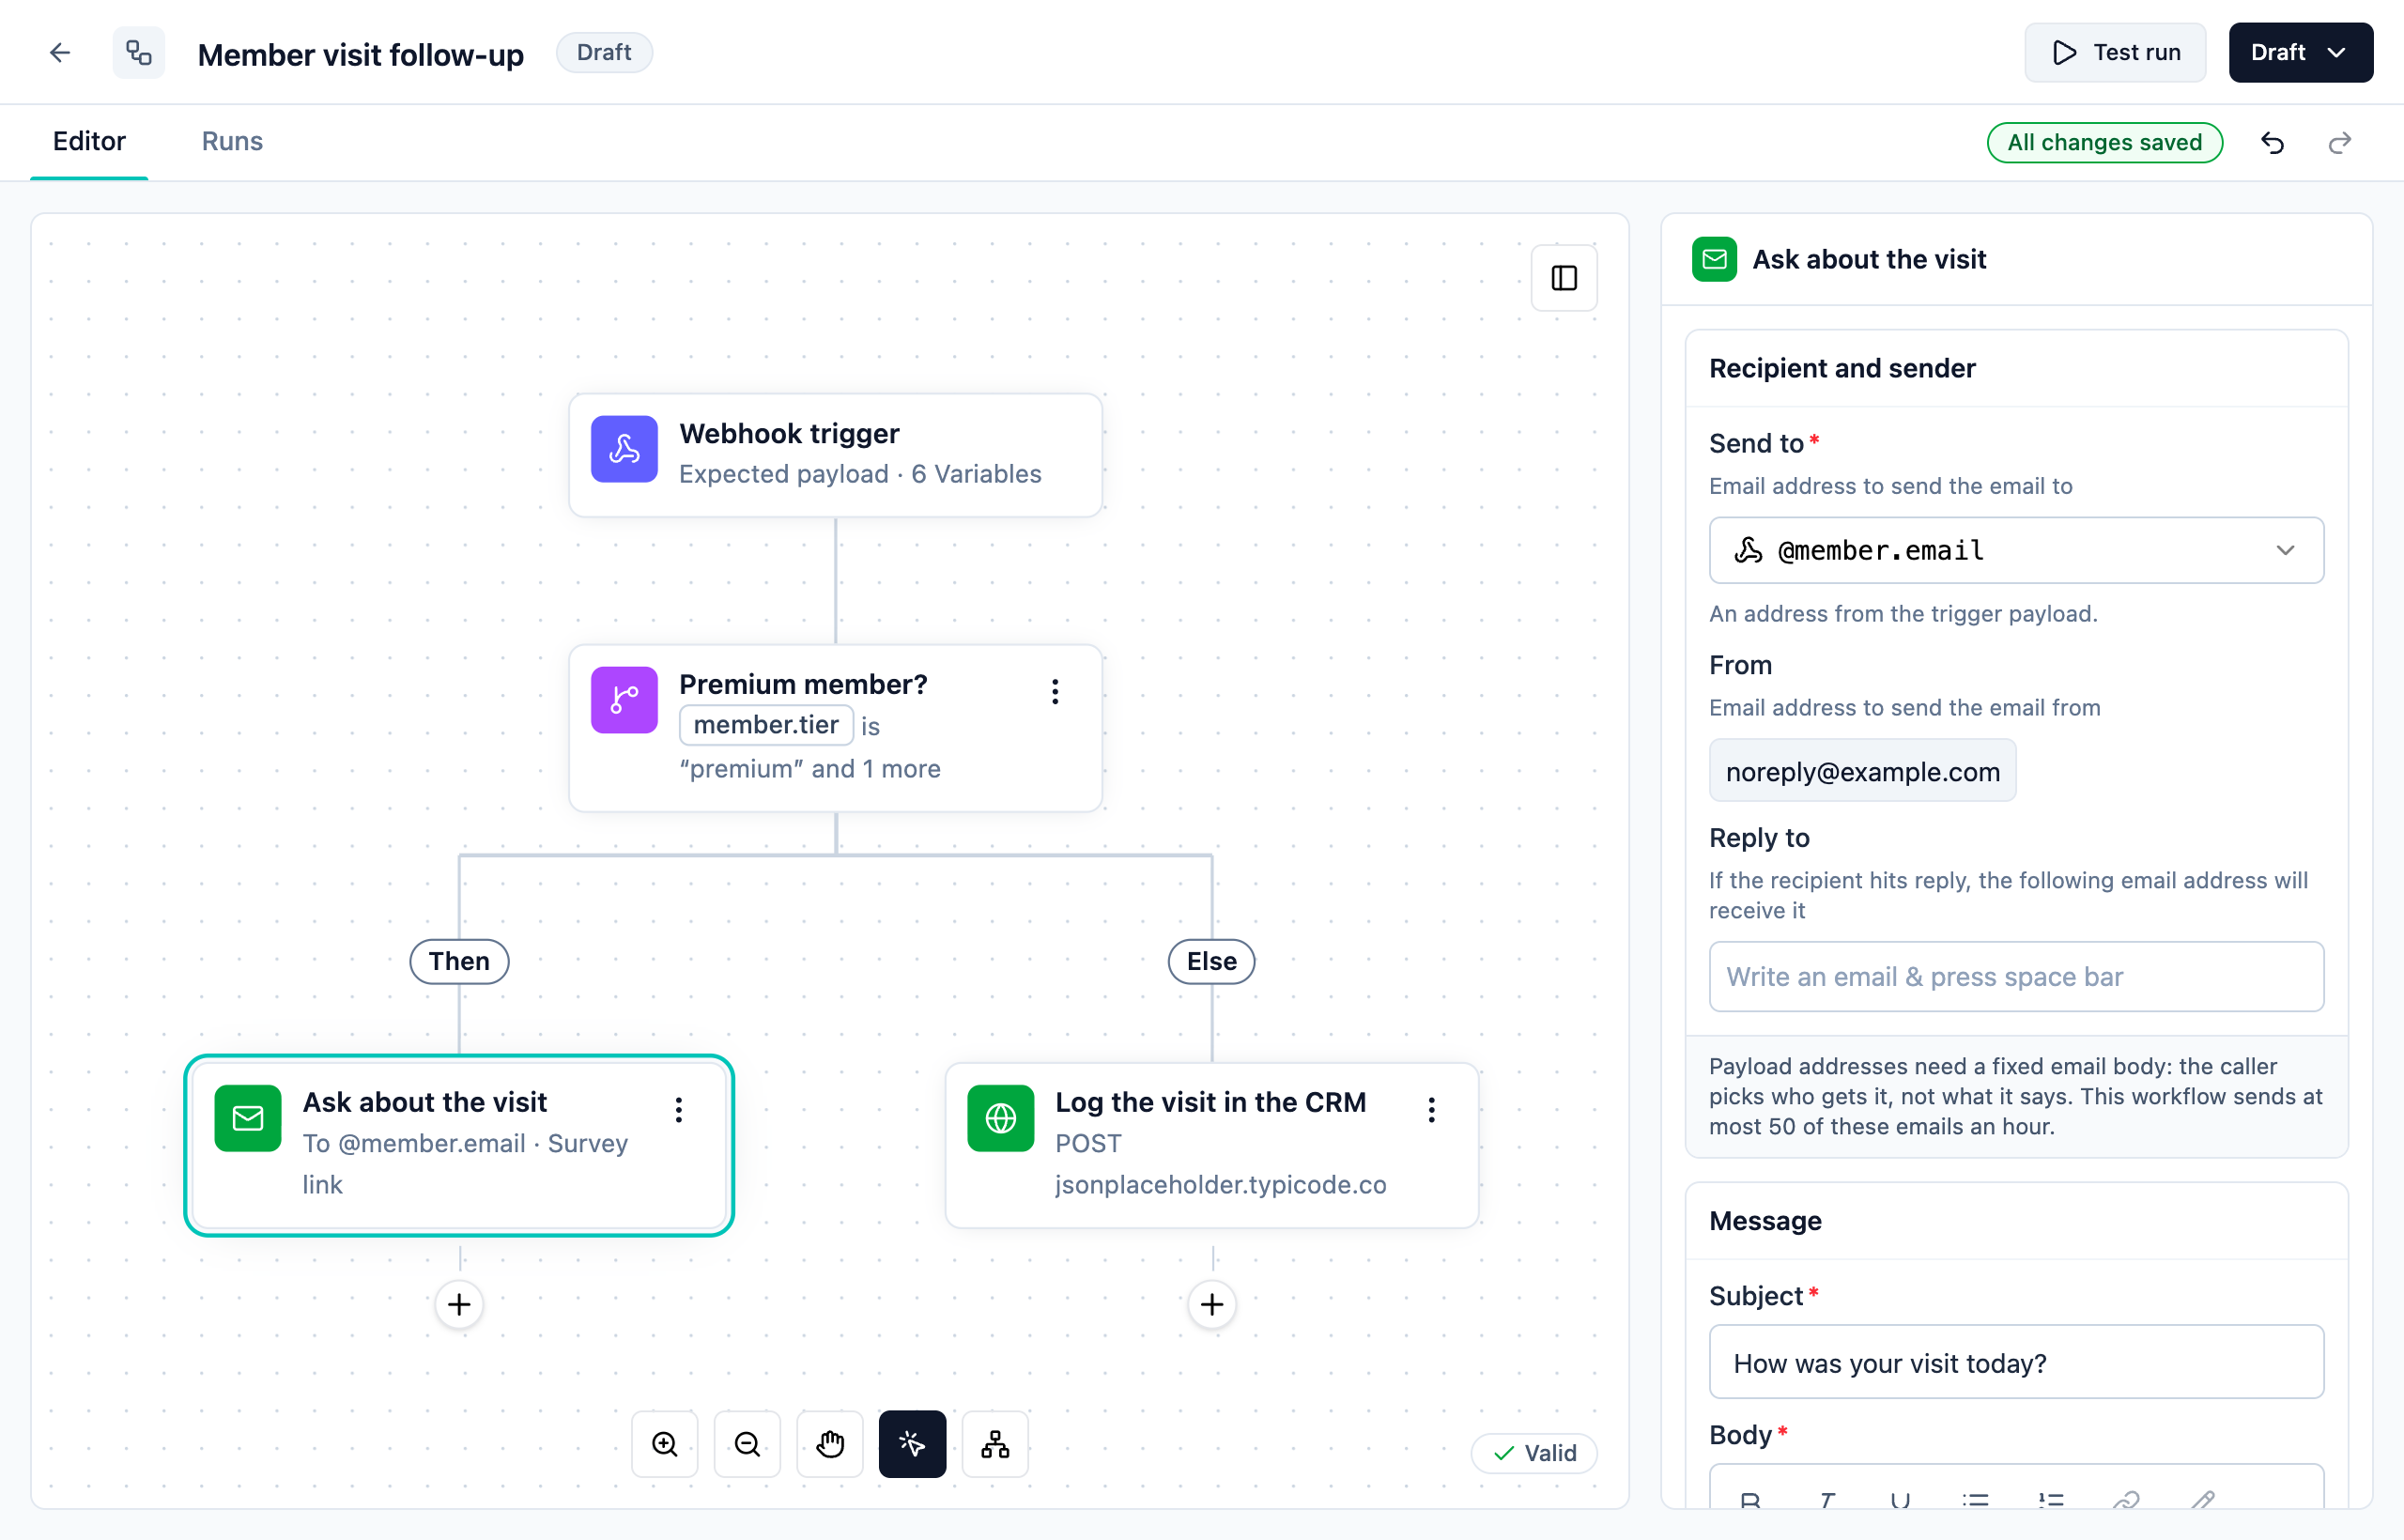 Member visit follow-up
Draft
Test run
Draft
Editor
Runs
All changes saved
Webhook trigger
Expected payload · 6 Variables
Premium member?
member.tier is
“premium” and 1 more
Then
Else
Ask about the visit
To @member.email · Survey
link
Log the visit in the CRM
POST
jsonplaceholder.typicode.co
Valid
Ask about the visit
Recipient and sender
Send to*
Email address to send the email to
@member.email
An address from the trigger payload.
From
Email address to send the email from
noreply@example.com
Reply to
If the recipient hits reply, the following email address will
receive it
Write an email & press space bar
Payload addresses need a fixed email body: the caller
picks who gets it, not what it says. This workflow sends at
most 50 of these emails an hour.
Message
Subject*
How was your visit today?
Body*